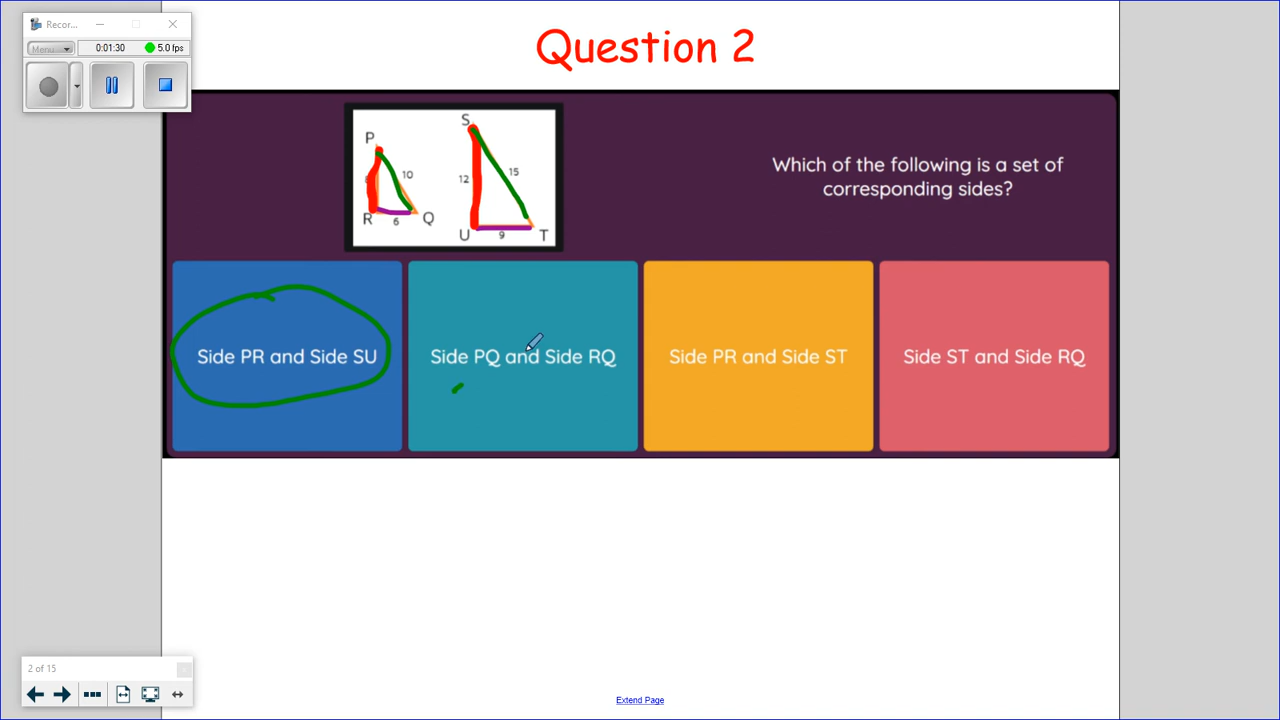 Recor...
Menu
0:01:30
5.0 fps
Question 2
P
10
R
6
Q
S
15
12
U
9
T
Which of the following is a set of
corresponding sides?
Side PR and Side SU
Side PQ and Side RQ
Side PR and Side ST
Side ST and Side RQ
2 of 15
Extend Page